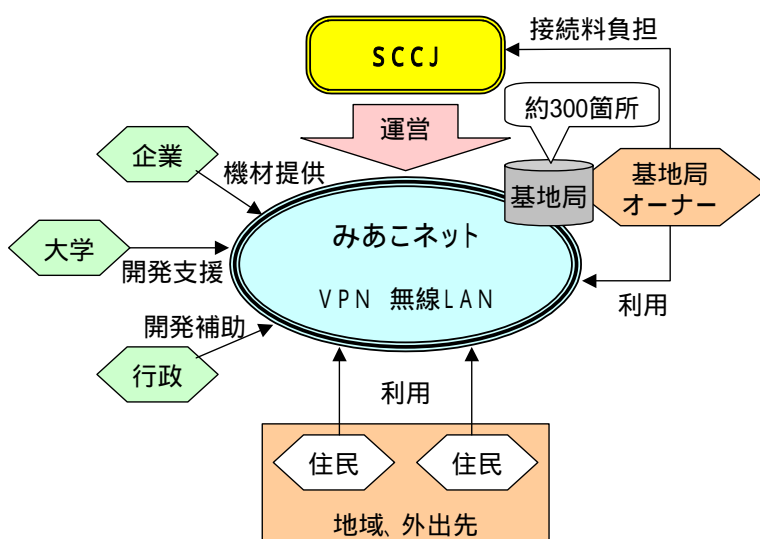 SCCJ
接続料負担
運営
約300箇所
企業
機材提供
基地局
基地局
オーナー
大学
開発支援
みあこネット
VPN 無線LAN
利用
開発補助
行政
利用
住民
住民
地域、外出先